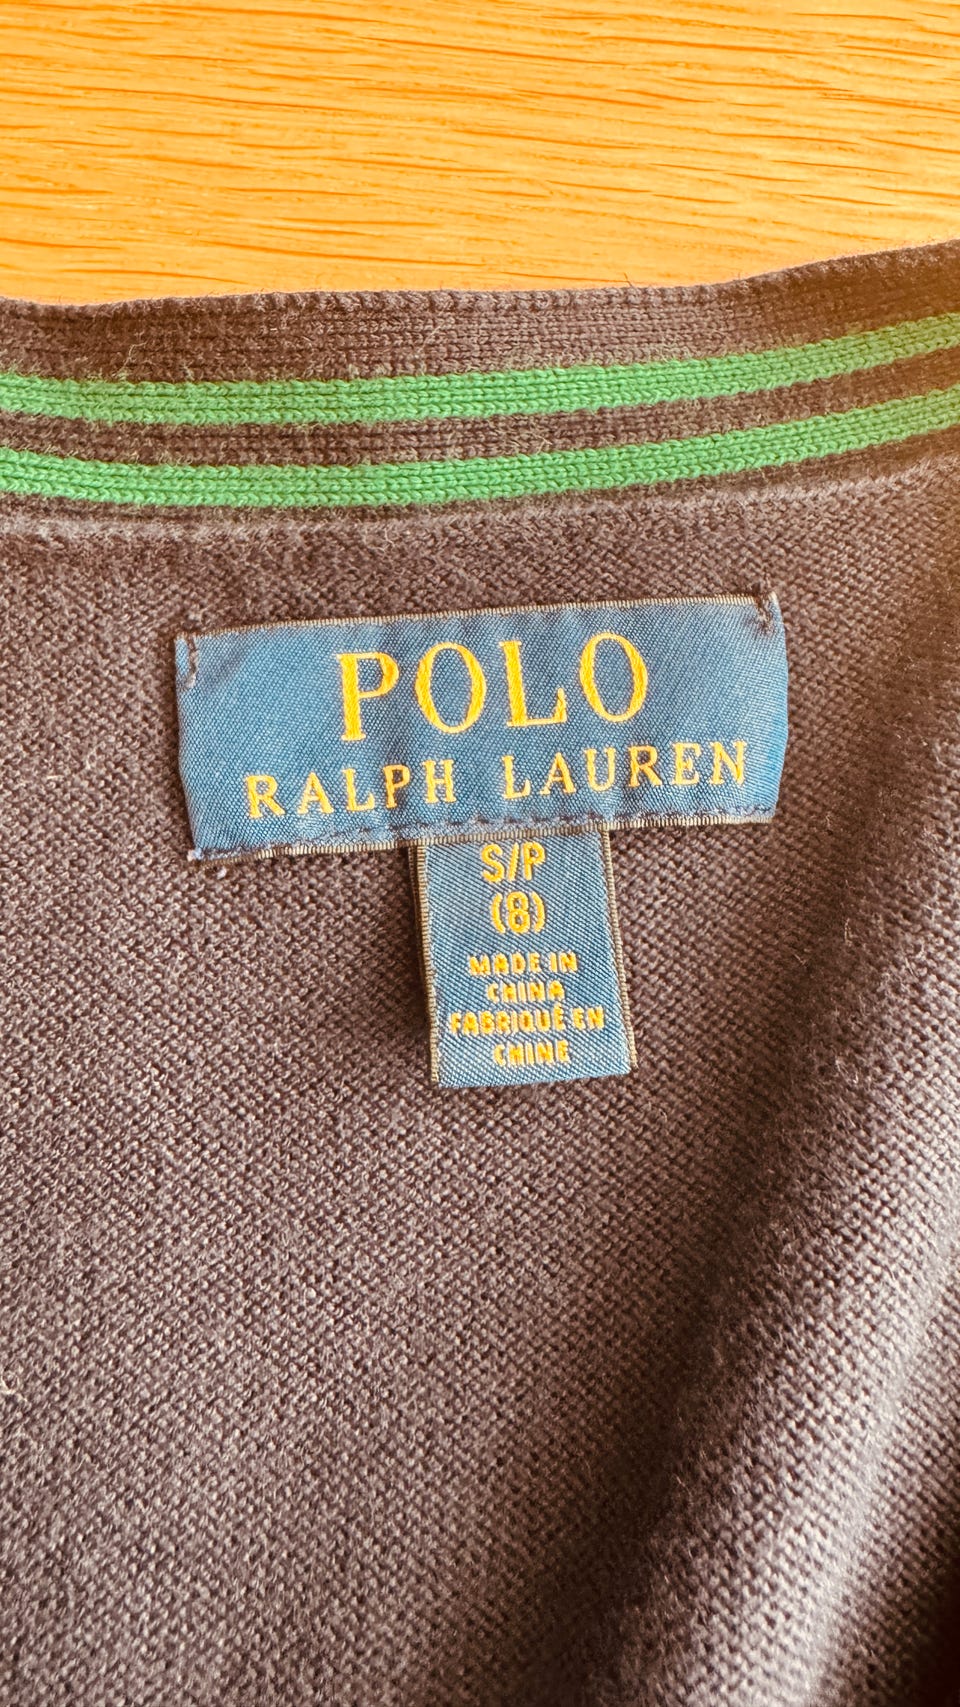 POLO
RALPH LAUREN
S/P
(8)
MADE IN
CHINA
FABRIQUÉ EN
CHINE